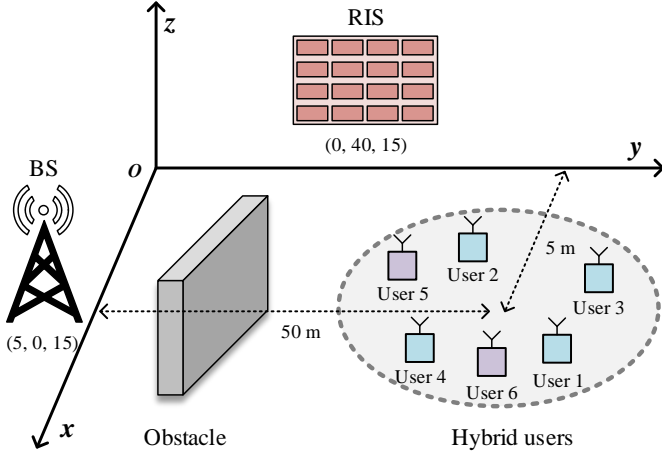 RIS
z
(0, 40, 15)
BS
O
y
User 2
5 m
User 5
User 3
50 m
(5, 0, 15)
User 4
User 6
User 1
x
Obstacle
Hybrid users